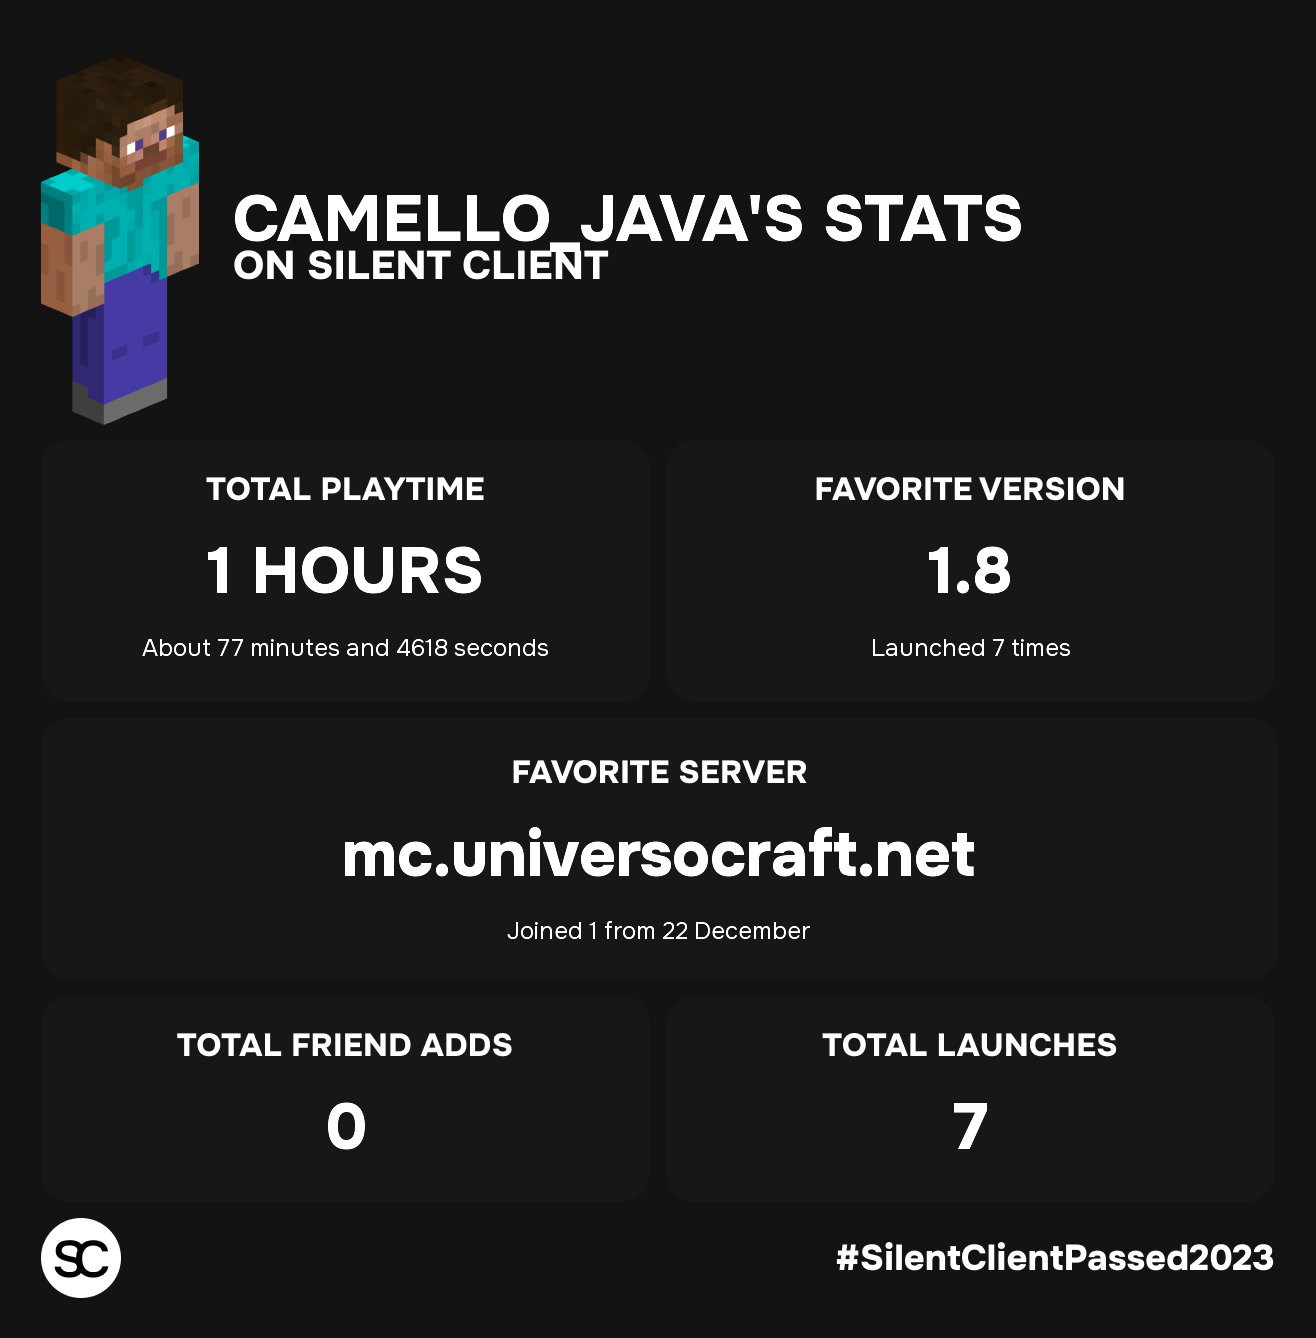 CAMELLO_JAVA'S STATS
ON SILENT CLIENT
TOTAL PLAYTIME
1 HOURS
About 77 minutes and 4618 seconds
FAVORITE VERSION
1.8
Launched 7 times
FAVORITE SERVER
mc.universocraft.net
Joined 1 from 22 December
TOTAL FRIEND ADDS
0
TOTAL LAUNCHES
7
SC
#SilentClientPassed2023